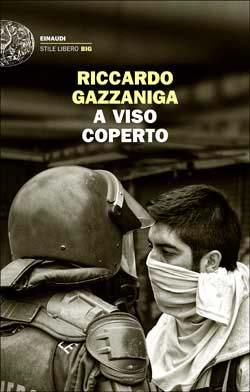 EINAUDI
STILE LIBERO BIG
RICCARDO
GAZZANIGA
A VISO
COPERTO